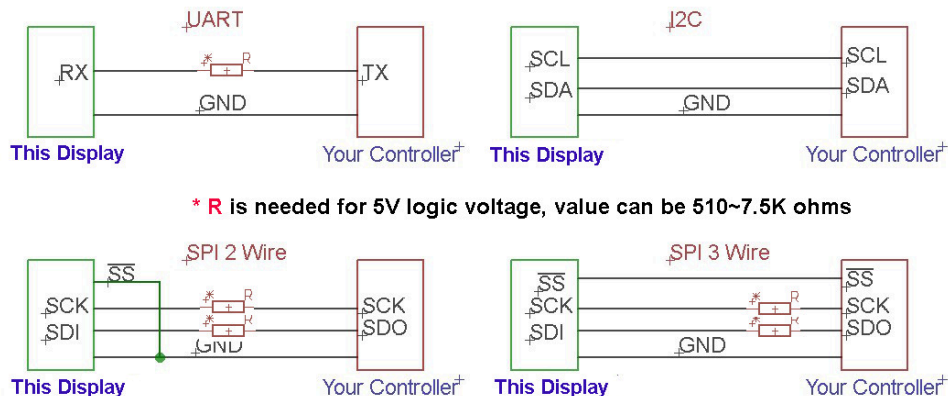 UART
RX
* R
TX
GND
This Display
Your Controller
I2C
SCL
SCL
SDA
SDA
GND
This Display
Your Controller
* R is needed for 5V logic voltage, value can be 510~7.5K ohms
SPI 2 Wire
SS
SCK
* R
SCK
SDI
* R
SDO
GND
This Display
Your Controller
SPI 3 Wire
SS
SS
SCK
* R
SCK
SDI
* R
SDO
GND
This Display
Your Controller